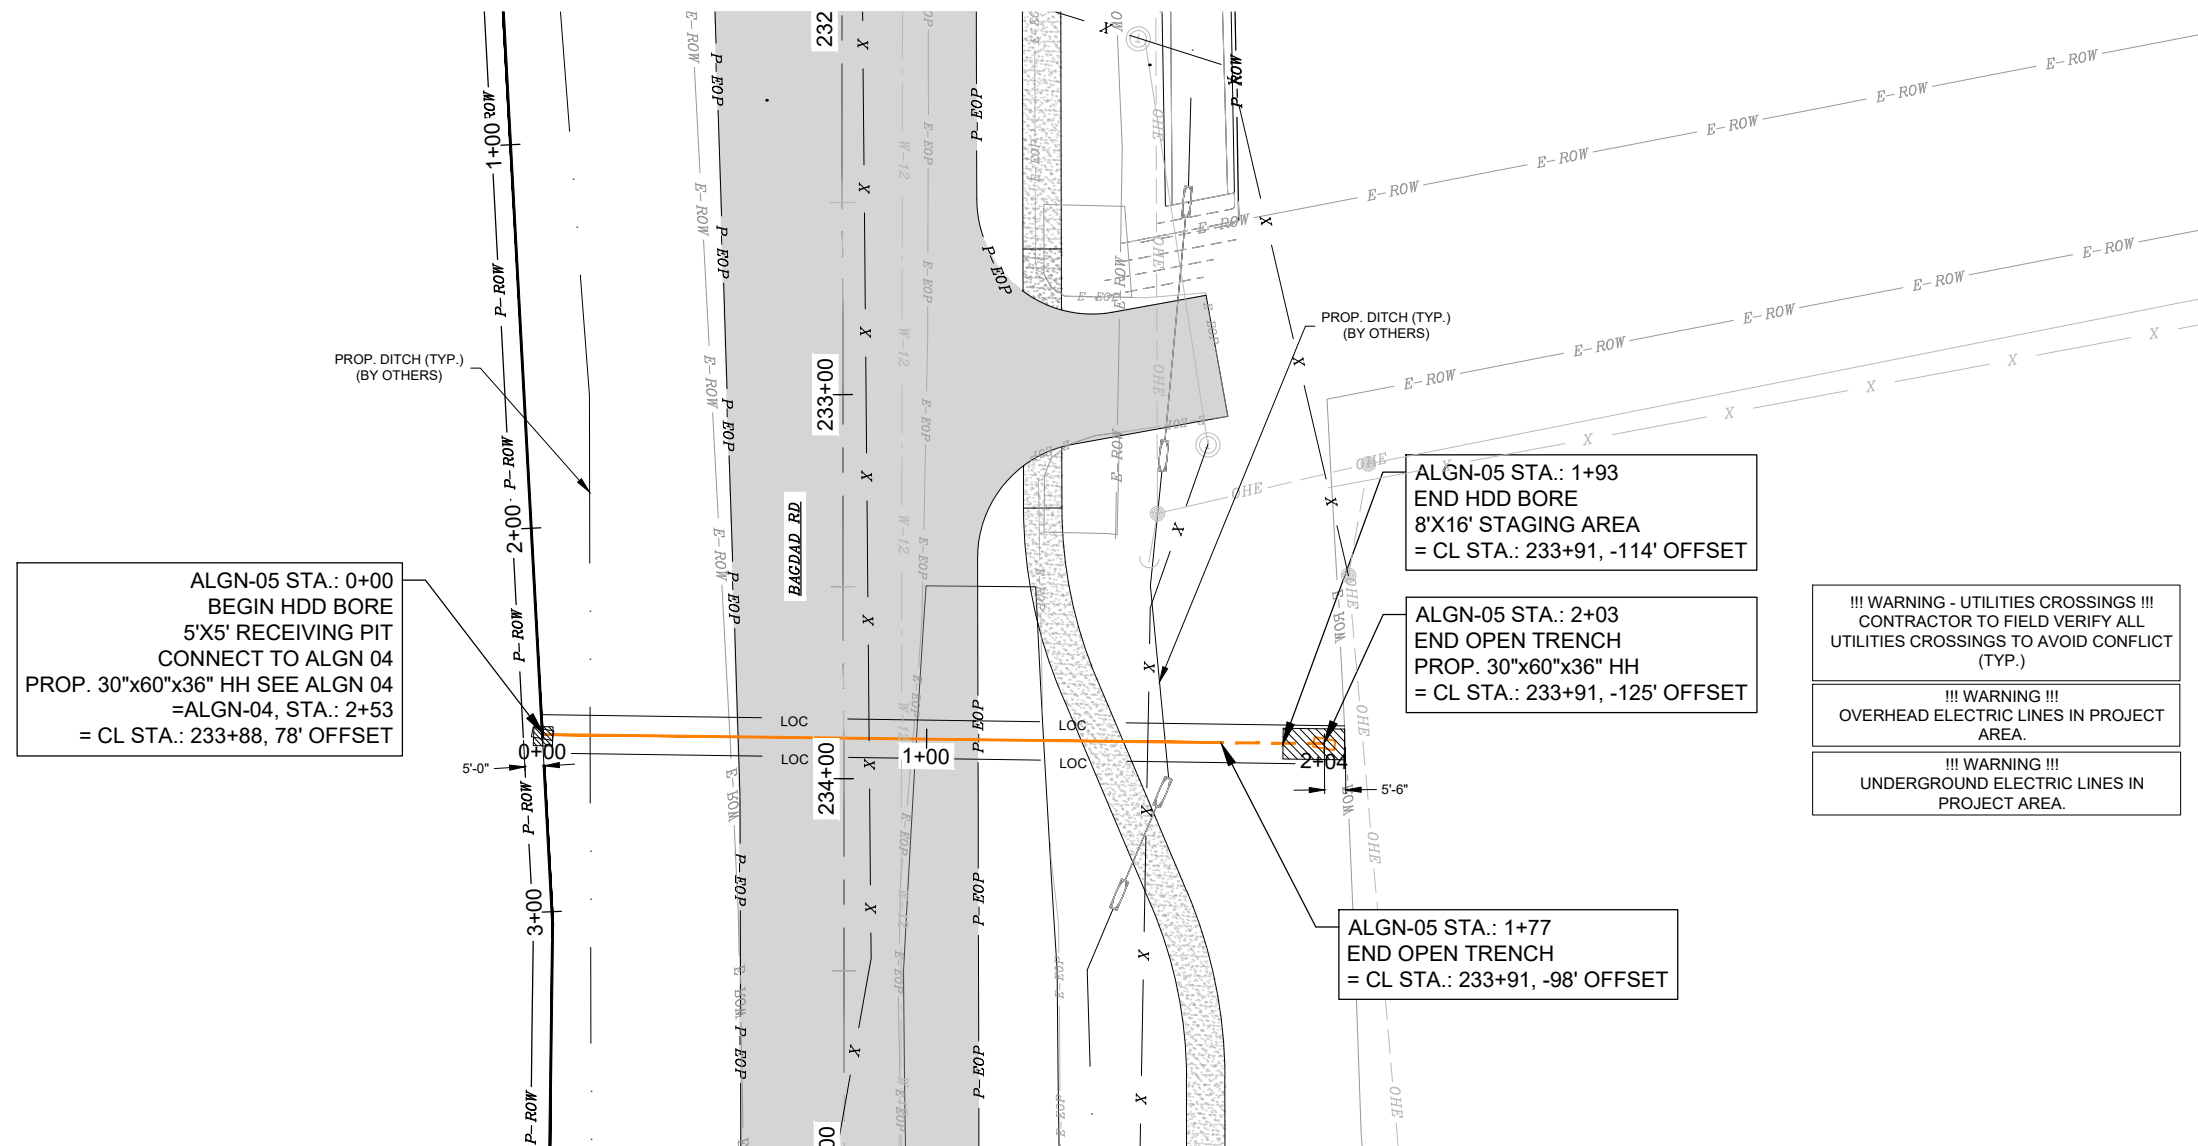 232
1+00
P-ROW
E-ROW
P-EOP
E-EOP
W-12
OHE
X
PROP. DITCH (TYP.)
(BY OTHERS)
PROP. DITCH (TYP.)
(BY OTHERS)
233+00
2+00
BAGDAD RD
ALGN-05 STA.: 0+00
BEGIN HDD BORE
5'X5' RECEIVING PIT
CONNECT TO ALGN 04
PROP. 30"x60"x36" HH SEE ALGN 04
=ALGN-04, STA.: 2+53
= CL STA.: 233+88, 78' OFFSET
ALGN-05 STA.: 1+93
END HDD BORE
8'X16' STAGING AREA
= CL STA.: 233+91, -114' OFFSET
ALGN-05 STA.: 2+03
END OPEN TRENCH
PROP. 30"x60"x36" HH
= CL STA.: 233+91, -125' OFFSET
!!! WARNING - UTILITIES CROSSINGS !!!
CONTRACTOR TO FIELD VERIFY ALL
UTILITIES CROSSINGS TO AVOID CONFLICT
(TYP.)
!!! WARNING !!!
OVERHEAD ELECTRIC LINES IN PROJECT
AREA.
!!! WARNING !!!
UNDERGROUND ELECTRIC LINES IN
PROJECT AREA.
LOC
LOC
LOC
LOC
0+00
1+00
2+04
5'-0"
5'-6"
234+00
3+00
ALGN-05 STA.: 1+77
END OPEN TRENCH
= CL STA.: 233+91, -98' OFFSET
00